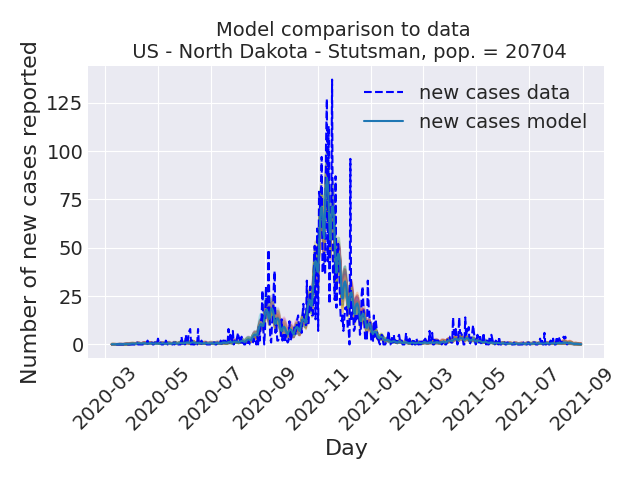 Model comparison to data
US - North Dakota - Stutsman, pop. = 20704
Number of new cases reported
125
100
75
50
25
0
new cases data
new cases model
2020-03
2020-05
2020-07
2020-09
2020-11
2021-01
2021-03
2021-05
2021-07
2021-09
Day